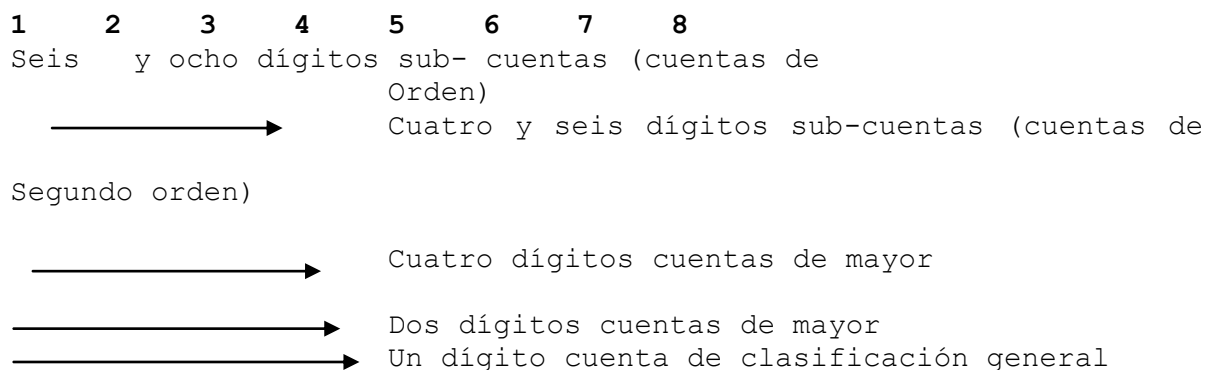 1 2 3 4 5 6 7 8
Seis y ocho dígitos sub- cuentas (cuentas de
Orden)
Cuatro y seis dígitos sub-cuentas (cuentas de
Segundo orden)
Cuatro dígitos cuentas de mayor
Dos dígitos cuentas de mayor
Un dígito cuenta de clasificación general